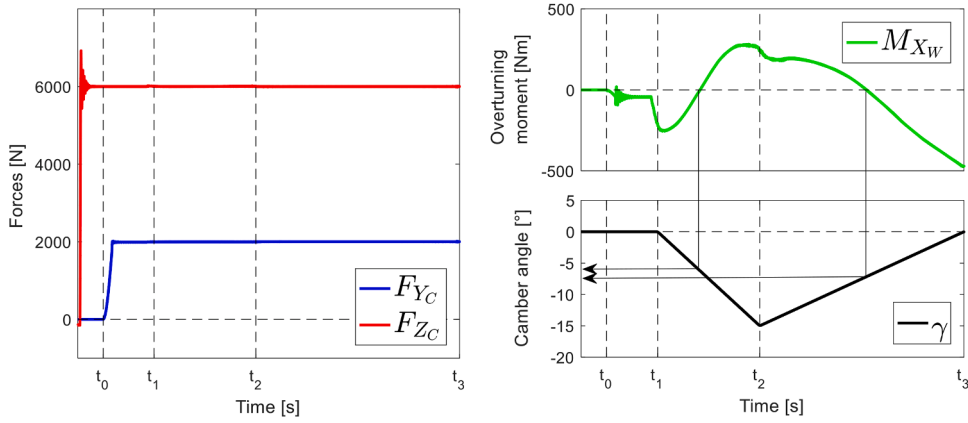 Forces [N]
6000
4000
2000
0
F_{Y_C}
F_{Z_C}
t_0
t_1
t_2
t_3
Time [s]
Overturning
moment [Nm]
500
0
-500
M_{X_W}
Camber angle [°]
5
0
-5
-10
-15
-20
γ
t_0
t_1
t_2
t_3
Time [s]